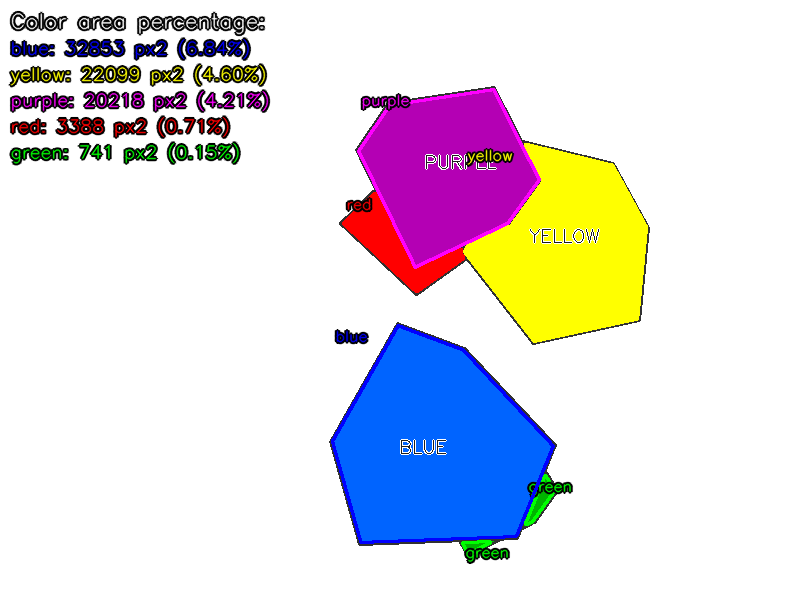 Color area percentage:
blue: 32853 px2 (6.84%)
yellow: 22099 px2 (4.60%)
purple: 20218 px2 (4.21%)
red: 3388 px2 (0.71%)
green: 741 px2 (0.15%)
purple
PURPLE
yellow
red
YELLOW
blue
BLUE
green
green